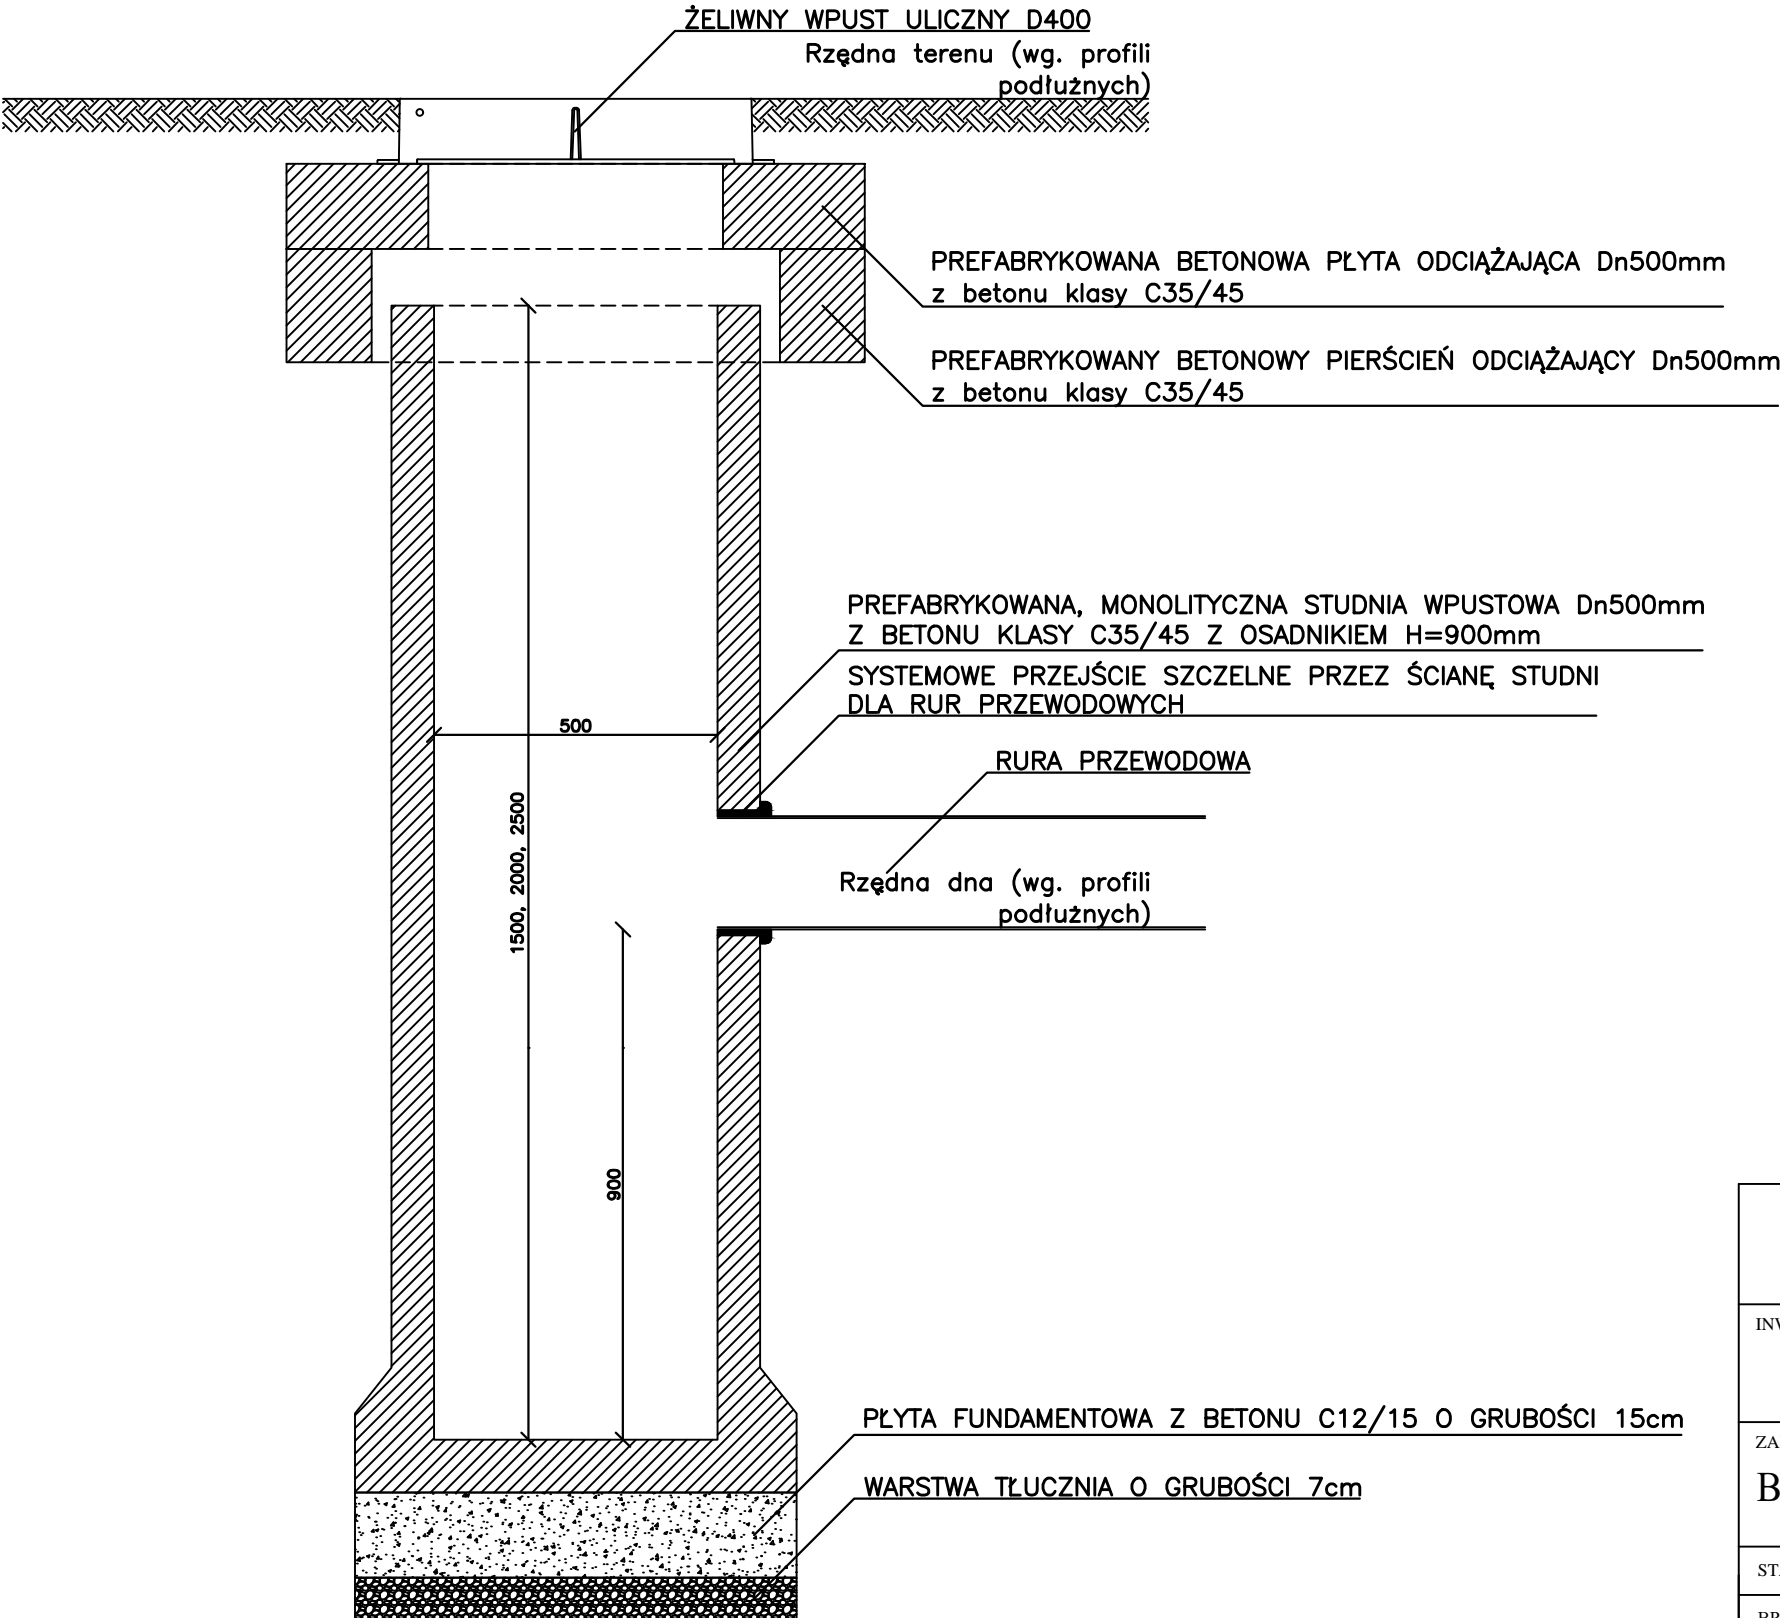 ŻELIWNY WPUST ULICZNY D400
Rzędna terenu (wg. profili
podłużnych)
PREFABRYKOWANA BETONOWA PŁYTA ODCIĄŻAJĄCA Dn500mm
z betonu klasy C35/45
PREFABRYKOWANY BETONOWY PIERŚCIEŃ ODCIĄŻAJĄCY Dn500mm
z betonu klasy C35/45
PREFABRYKOWANA, MONOLITYCZNA STUDNIA WPUSTOWA Dn500mm
Z BETONU KLASY C35/45 Z OSADNIKIEM H=900mm
SYSTEMOWE PRZEJŚCIE SZCZELNE PRZEZ ŚCIANĘ STUDNI
DLA RUR PRZEWODOWYCH
500
RURA PRZEWODOWA
1500, 2000, 2500
Rzędna dna (wg. profili
podłużnych)
900
PŁYTA FUNDAMENTOWA Z BETONU C12/15 O GRUBOŚCI 15cm
WARSTWA TŁUCZNIA O GRUBOŚCI 7cm
ZA
B